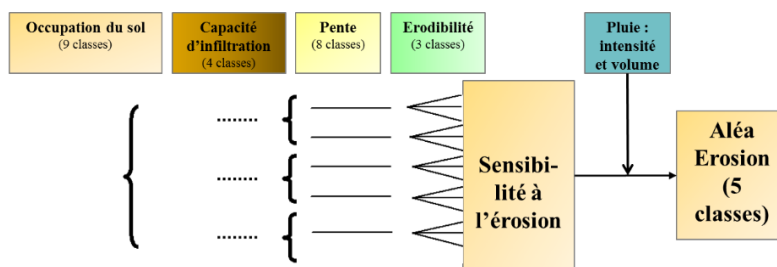 Occupation du sol
(9 classes)
Capacité
d'infiltration
(4 classes)
Pente
(8 classes)
Erodibilité
(3 classes)
Pluie :
intensité
et volume
Sensibi-
lité à
l'érosion
Aléa
Erosion
(5
classes)